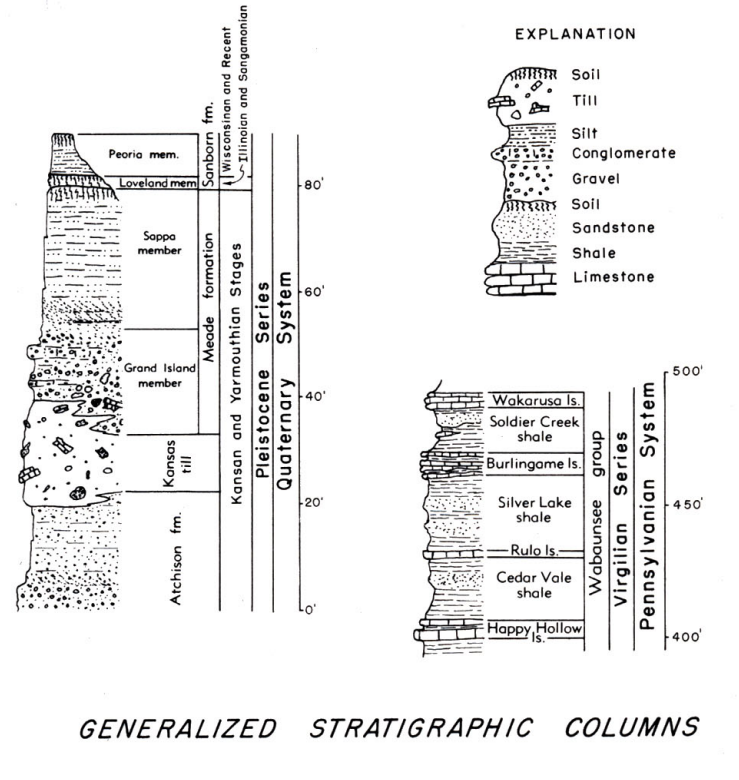 EXPLANATION
Soil
Till
Silt
Conglomerate
Gravel
Soil
Sandstone
Shale
Limestone
Peoria mem.
Loveland mem.
Sappa
member
Grand Island
member
Kansas
till
Atchison fm.
Sanborn fm.
Meade formation
Wisconsinan and Recent
Illinoian and Sangamonian
Kansan and Yarmouthian Stages
Pleistocene Series
Quaternary System
80'
60'
40'
20'
0'
Wakarusa ls.
Soldier Creek
shale
Burlingame ls.
Silver Lake
shale
Rulo ls.
Cedar Vale
shale
Happy Hollow
ls.
Wabaunsee group
Virgilian Series
Pennsylvanian System
500'
450'
400'
GENERALIZED STRATIGRAPHIC COLUMNS